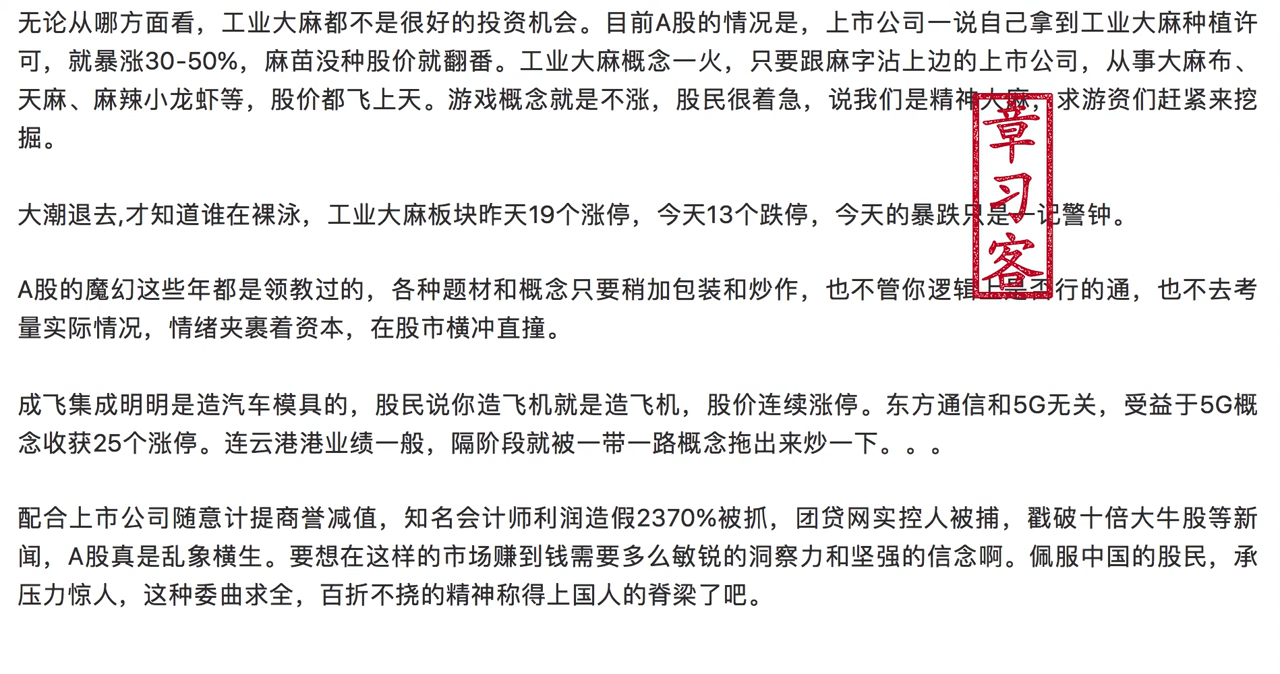 无论从哪方面看，工业大麻都不是很好的投资机会。目前A股的情况是，上市公司一说自己拿到工业大麻种植许
可，就暴涨30-50%，麻苗没种股价就翻番。工业大麻概念一火，只要跟麻字沾上边的上市公司，从事大麻布、
天麻、麻辣小龙虾等，股价都飞上天。游戏概念就是不涨，股民很着急，说我们是精神大麻，求游资们赶紧来挖
掘。
大潮退去,才知道谁在裸泳，工业大麻板块昨天19个涨停，今天13个跌停，今天的暴跌只是一记警钟。
A股的魔幻这些年都是领教过的，各种题材和概念只要稍加包装和炒作，也不管你逻辑上是否行的通，也不去考
量实际情况，情绪夹裹着资本，在股市横冲直撞。
成飞集成明明是造汽车模具的，股民说你造飞机就是造飞机，股价连续涨停。东方通信和5G无关，受益于5G概
念收获25个涨停。连云港港业绩一般，隔阶段就被一带一路概念拖出来炒一下。。。
配合上市公司随意计提商誉减值，知名会计师利润造假2370%被抓，团贷网实控人被捕，戳破十倍大牛股等新
闻，A股真是乱象横生。要想在这样的市场赚到钱需要多么敏锐的洞察力和坚强的信念啊。佩服中国的股民，承
压力惊人，这种委曲求全，百折不挠的精神称得上国人的脊梁了吧。
章习客